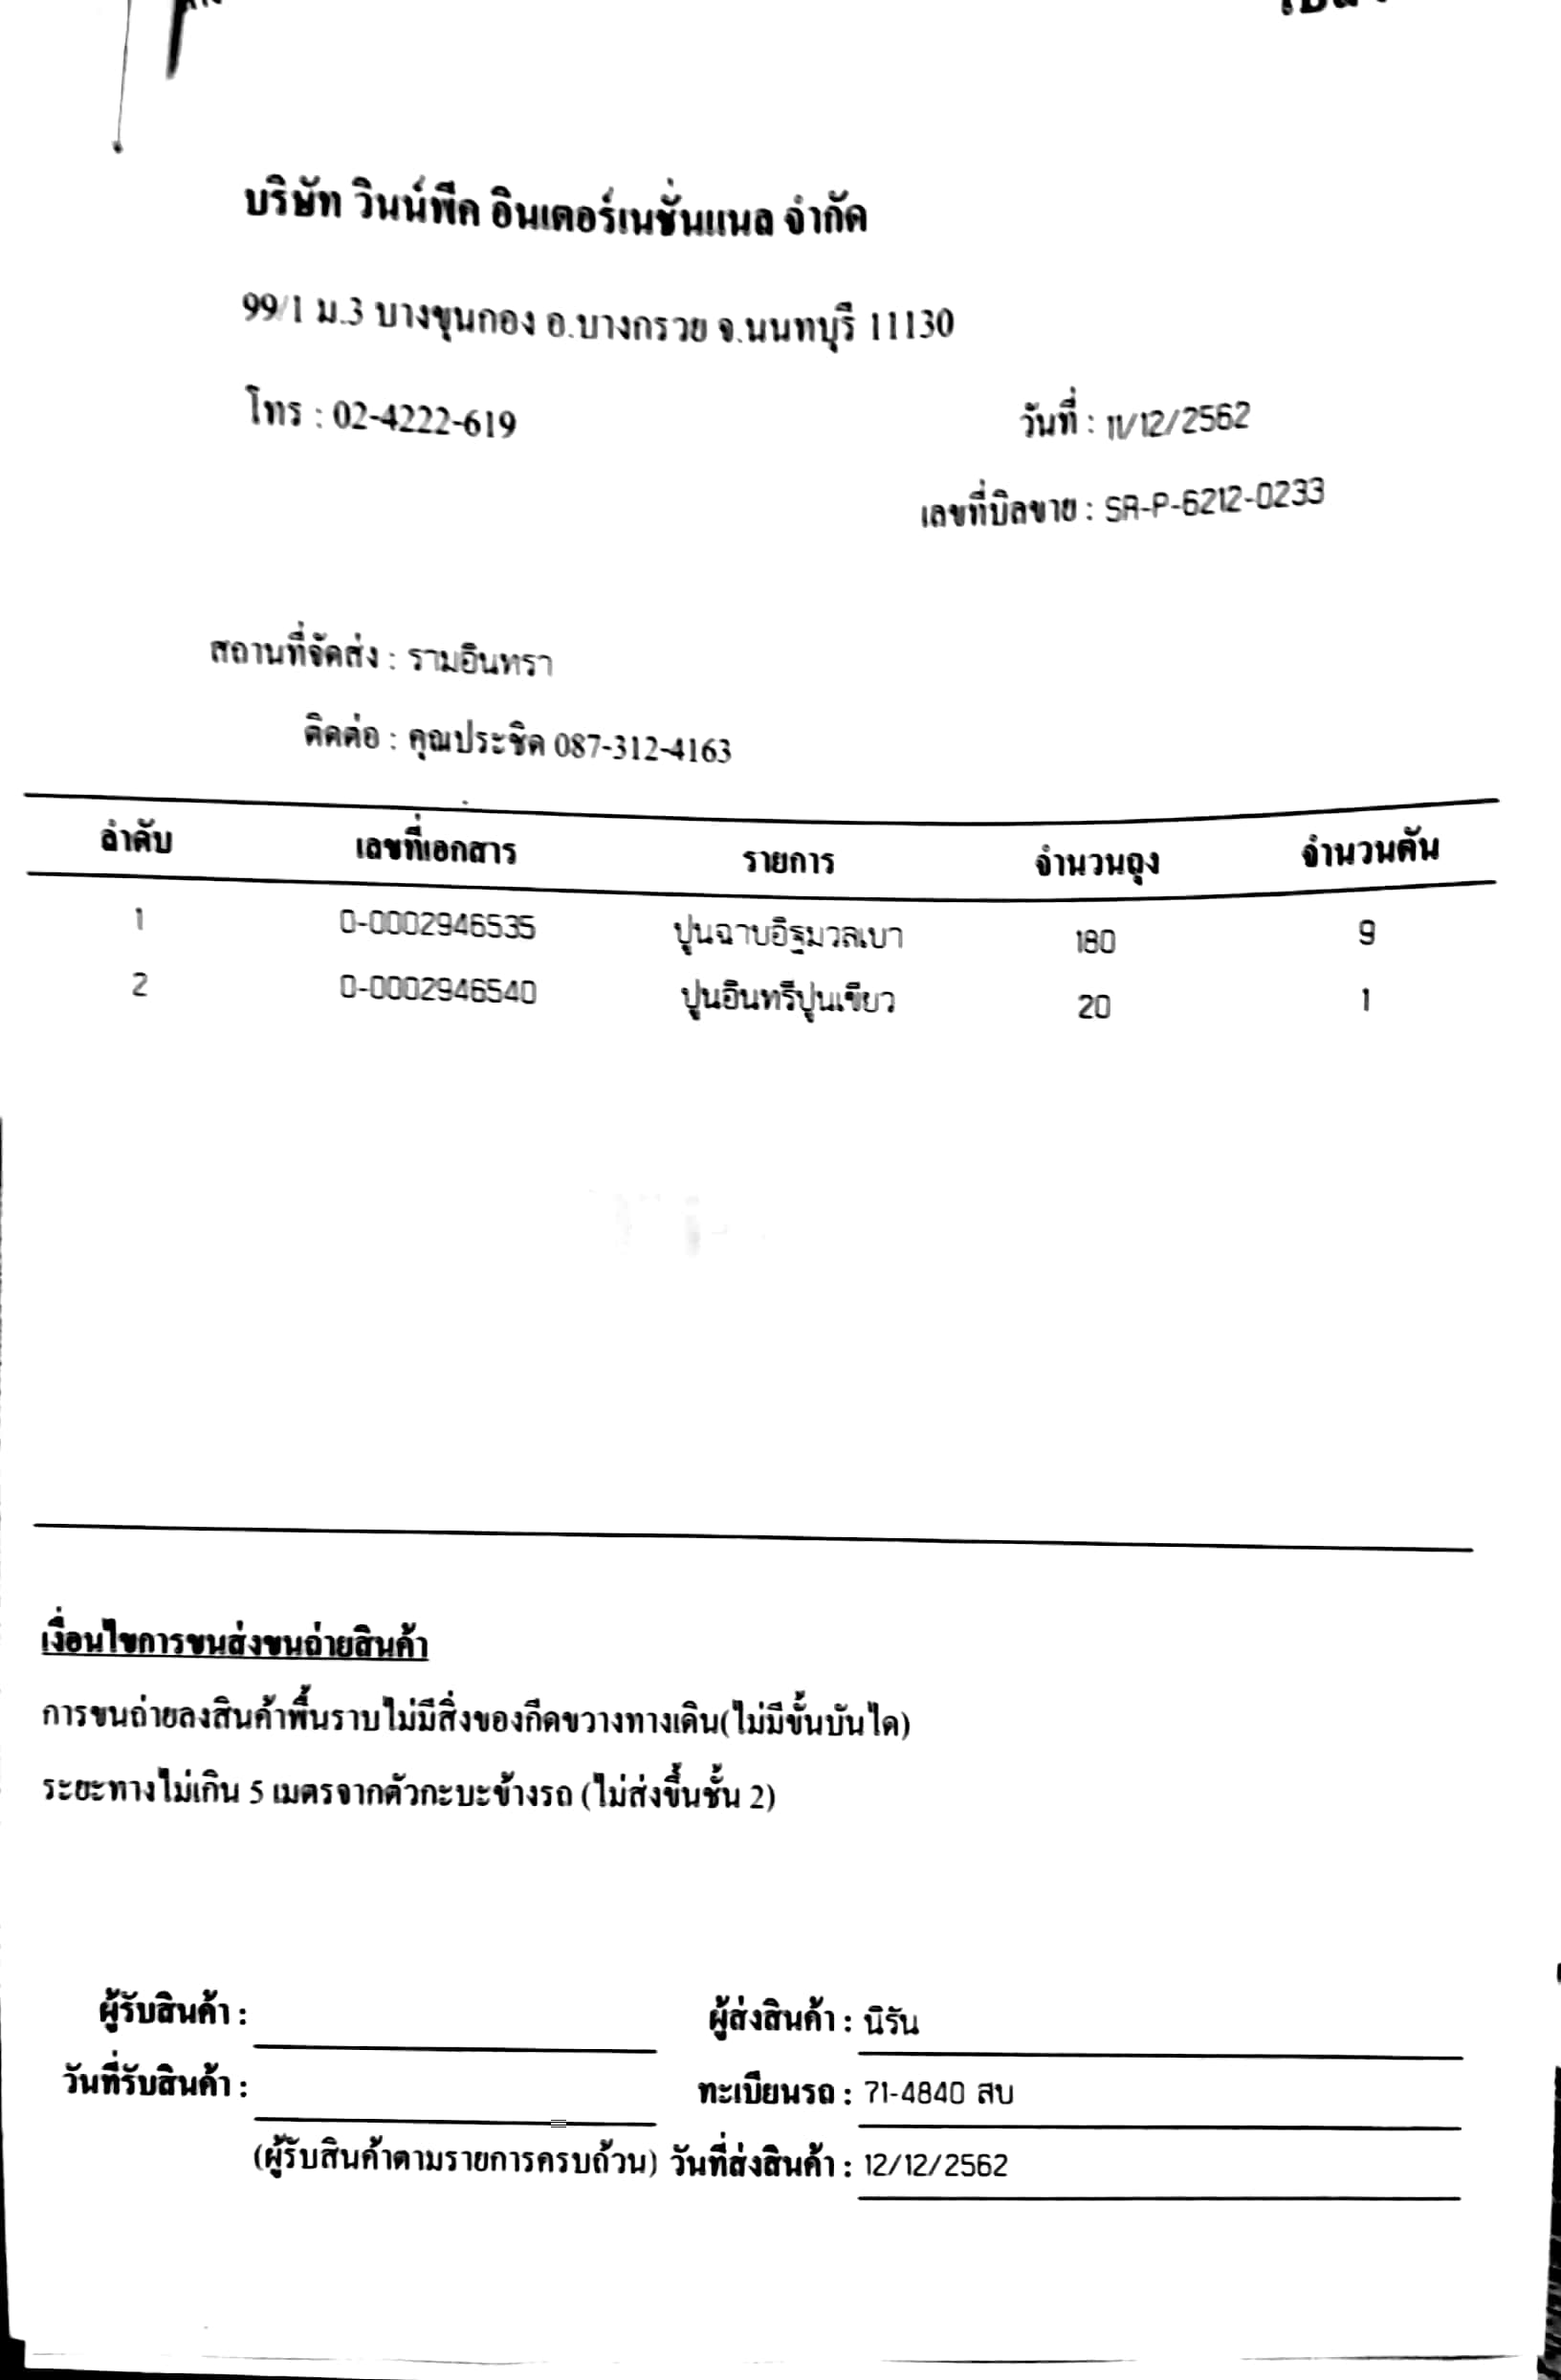 บริษัท วินน์พีค อินเตอร์เนชั่นแนล จำกัด
99/1 ม.3 บางขุนกอง อ.บางกรวย จ.นนทบุรี 11130
โทร : 02-4222-619 วันที่ : 11/12/2562
เลขที่บิลขาย : SR-P-6212-0233
สถานที่จัดส่ง : รามอินทรา
ติดต่อ : คุณประชิด 087-312-4163
ลำดับ เลขที่เอกสาร รายการ จำนวนถุง จำนวนตัน
1 0-0002946535 ปูนฉาบอิฐมวลเบา 180 9
2 0-0002946540 ปูนอินทรีปูนเขียว 20 1
เงื่อนไขการขนส่งขนถ่ายสินค้า
การขนถ่ายลงสินค้าพื้นราบไม่มีสิ่งของกีดขวางทางเดิน(ไม่มีขั้นบันได)
ระยะทางไม่เกิน 5 เมตรจากตัวกะบะข้างรถ (ไม่ส่งขึ้นชั้น 2)
ผู้รับสินค้า : ผู้ส่งสินค้า : นิรัน
วันที่รับสินค้า : ทะเบียนรถ : 71-4840 สบ
(ผู้รับสินค้าตามรายการครบถ้วน) วันที่ส่งสินค้า : 12/12/2562